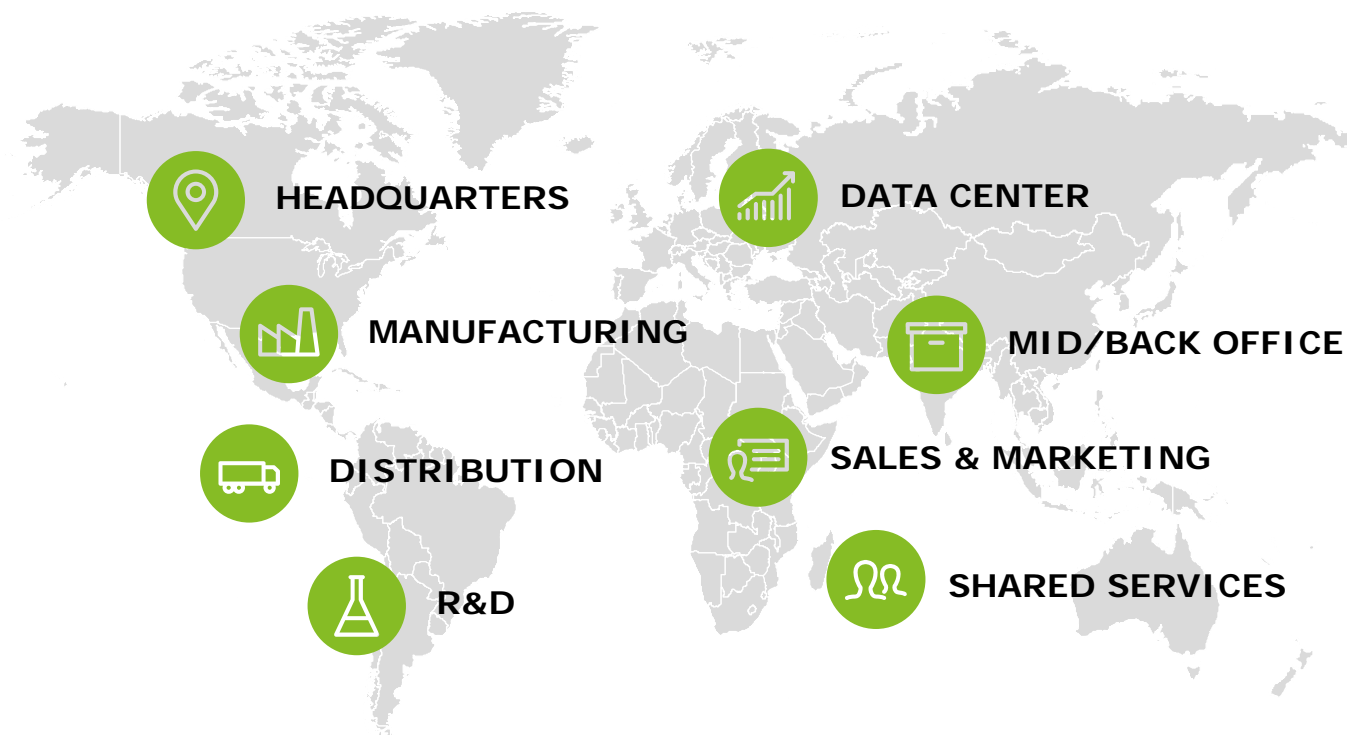 HEADQUARTERS
DATA CENTER
MANUFACTURING
MID/BACK OFFICE
DISTRIBUTION
SALES & MARKETING
R&D
SHARED SERVICES